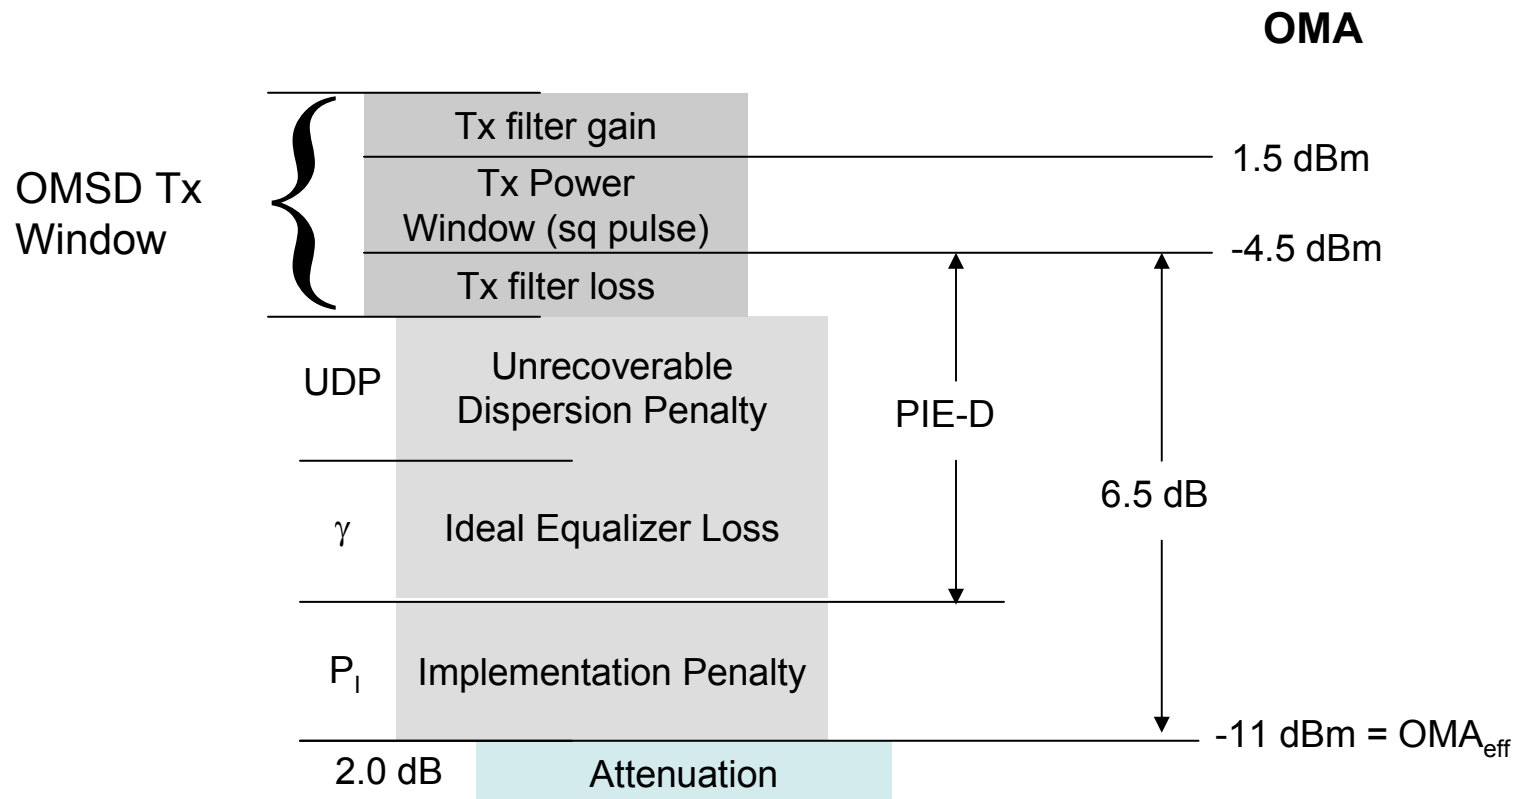 OMA
Tx filter gain
1.5 dBm
OMSD Tx
Window
Tx Power
Window (sq pulse)
-4.5 dBm
Tx filter loss
UDP
Unrecoverable
Dispersion Penalty
PIE-D
6.5 dB
γ
Ideal Equalizer Loss
PI
Implementation Penalty
-11 dBm = OMAeff
2.0 dB
Attenuation